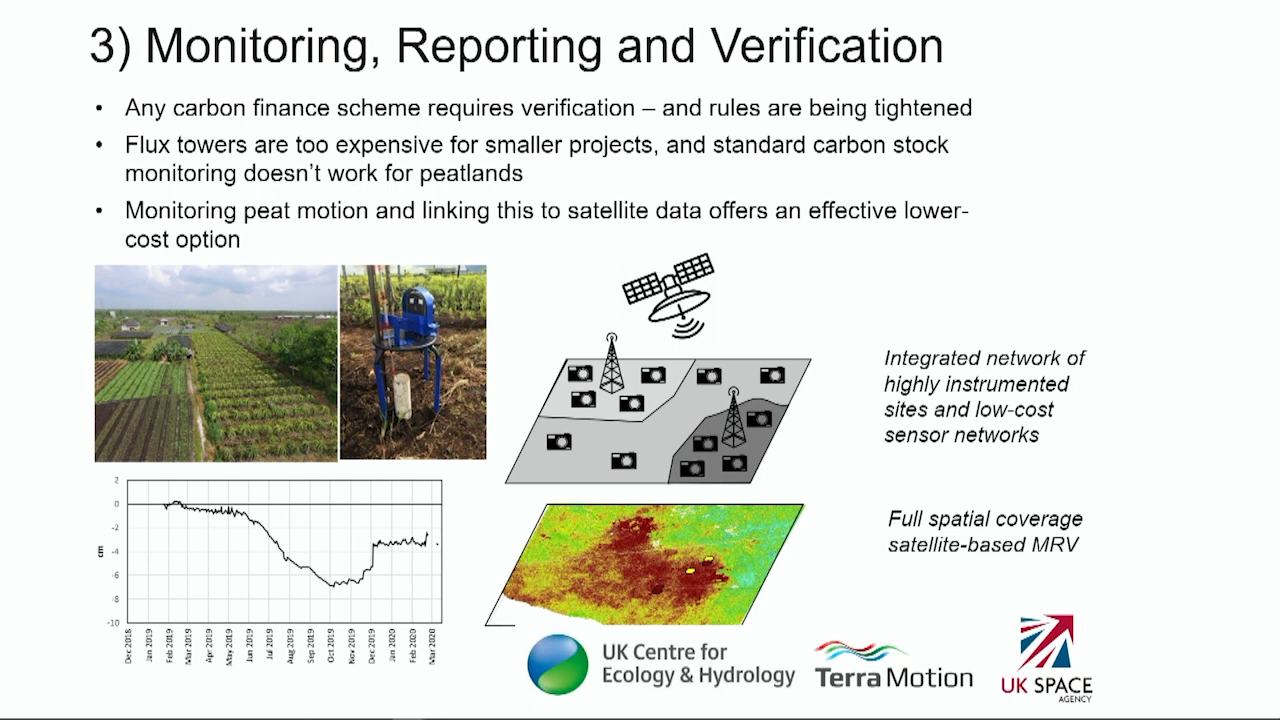 3) Monitoring, Reporting and Verification
• Any carbon finance scheme requires verification – and rules are being tightened
• Flux towers are too expensive for smaller projects, and standard carbon stock
monitoring doesn't work for peatlands
• Monitoring peat motion and linking this to satellite data offers an effective lower-
cost option
Integrated network of
highly instrumented
sites and low-cost
sensor networks
2
0
-2
-4
-6
-8
-10
cm
Dec 2018
Jan 2019
Feb 2019
Mar 2019
Apr 2019
May 2019
Jun 2019
Jul 2019
Aug 2019
Sep 2019
Oct 2019
Nov 2019
Dec 2019
Jan 2020
Feb 2020
Mar 2020
Full spatial coverage
satellite-based MRV
UK Centre for
Ecology & Hydrology
Terra Motion
UK SPACE
AGENCY